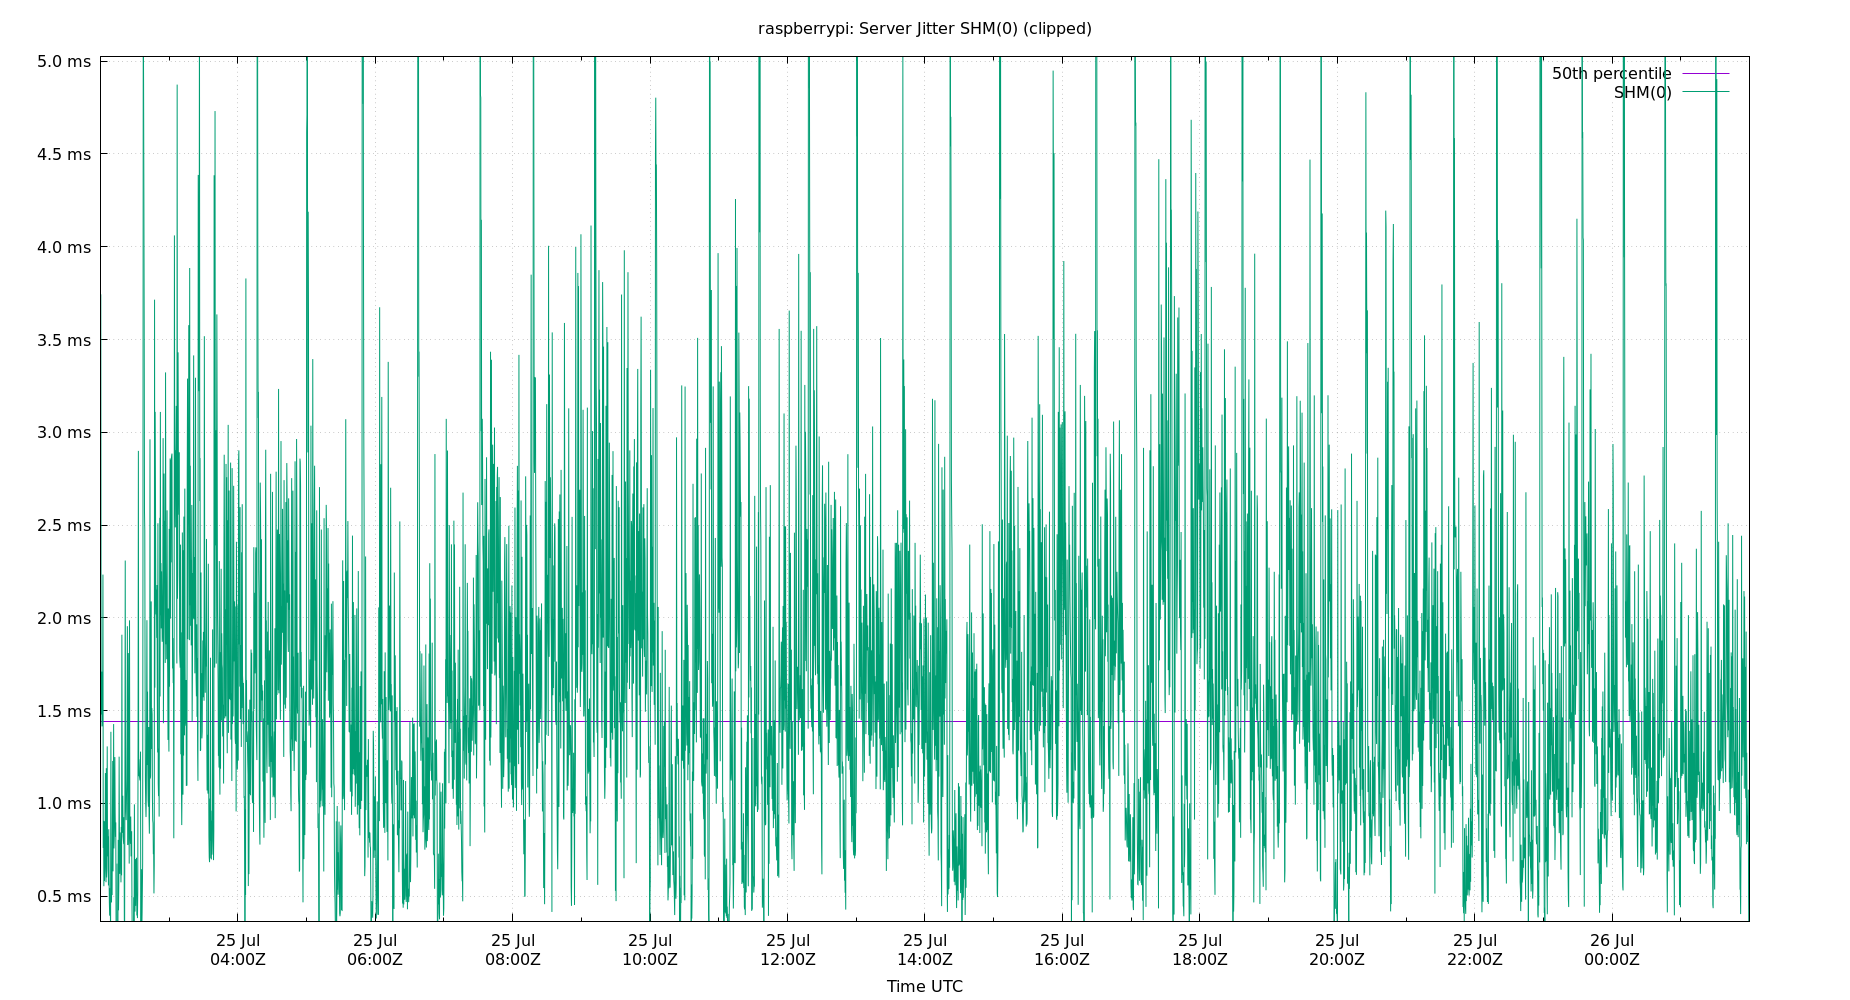 raspberrypi: Server Jitter SHM(0) (clipped)
5.0 ms
4.5 ms
4.0 ms
3.5 ms
3.0 ms
2.5 ms
2.0 ms
1.5 ms
1.0 ms
0.5 ms
50th percentile
SHM(0)
25 Jul
04:00Z
25 Jul
06:00Z
25 Jul
08:00Z
25 Jul
10:00Z
25 Jul
12:00Z
25 Jul
14:00Z
25 Jul
16:00Z
25 Jul
18:00Z
25 Jul
20:00Z
25 Jul
22:00Z
26 Jul
00:00Z
Time UTC